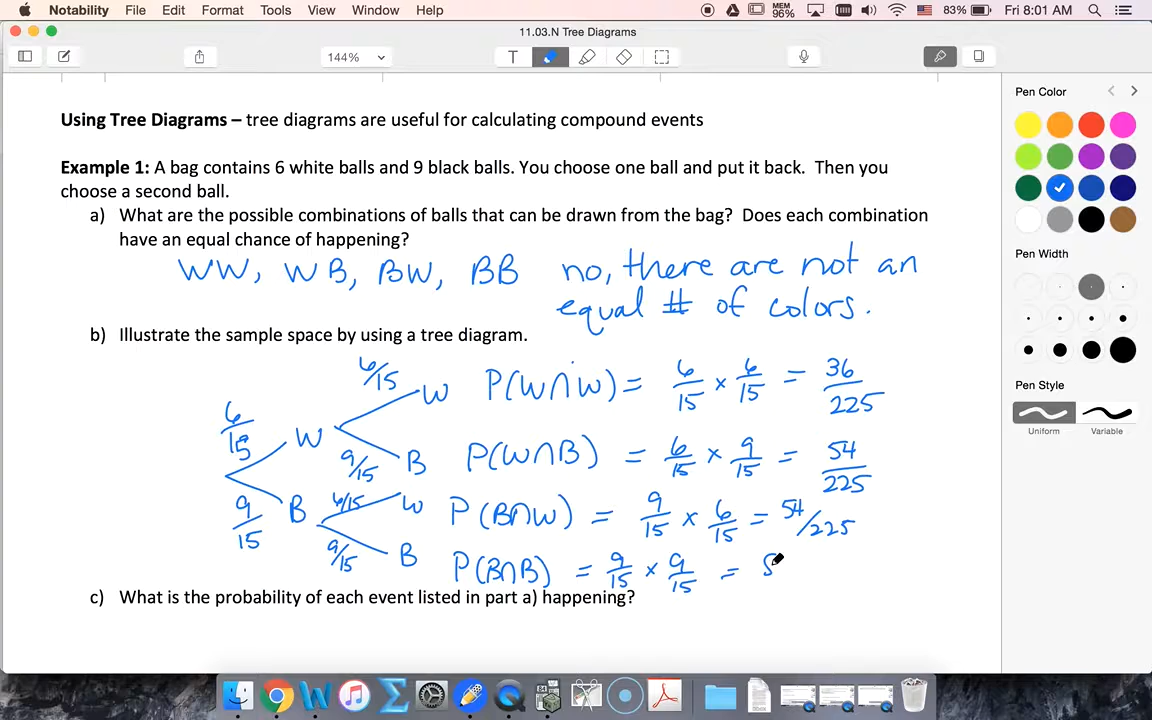 Notability File Edit Format Tools View Window Help MEM 96% 83% Fri 8:01 AM
11.03.N Tree Diagrams
144% T
Pen Color
Using Tree Diagrams – tree diagrams are useful for calculating compound events
Example 1: A bag contains 6 white balls and 9 black balls. You choose one ball and put it back. Then you
choose a second ball.
a) What are the possible combinations of balls that can be drawn from the bag? Does each combination
have an equal chance of happening?
WW, WB, BW, BB no, there are not an
equal # of colors.
Pen Width
b) Illustrate the sample space by using a tree diagram.
6/15 W P(W∩W) = 6/15 × 6/15 = 36/225
Pen Style
Uniform Variable
6/15 W
9/15 B P(W∩B) = 6/15 × 9/15 = 54/225
9/15 B 6/15 W P(B∩W) = 9/15 × 6/15 = 54/225
9/15 B P(B∩B) = 9/15 × 9/15 =
c) What is the probability of each event listed in part a) happening?